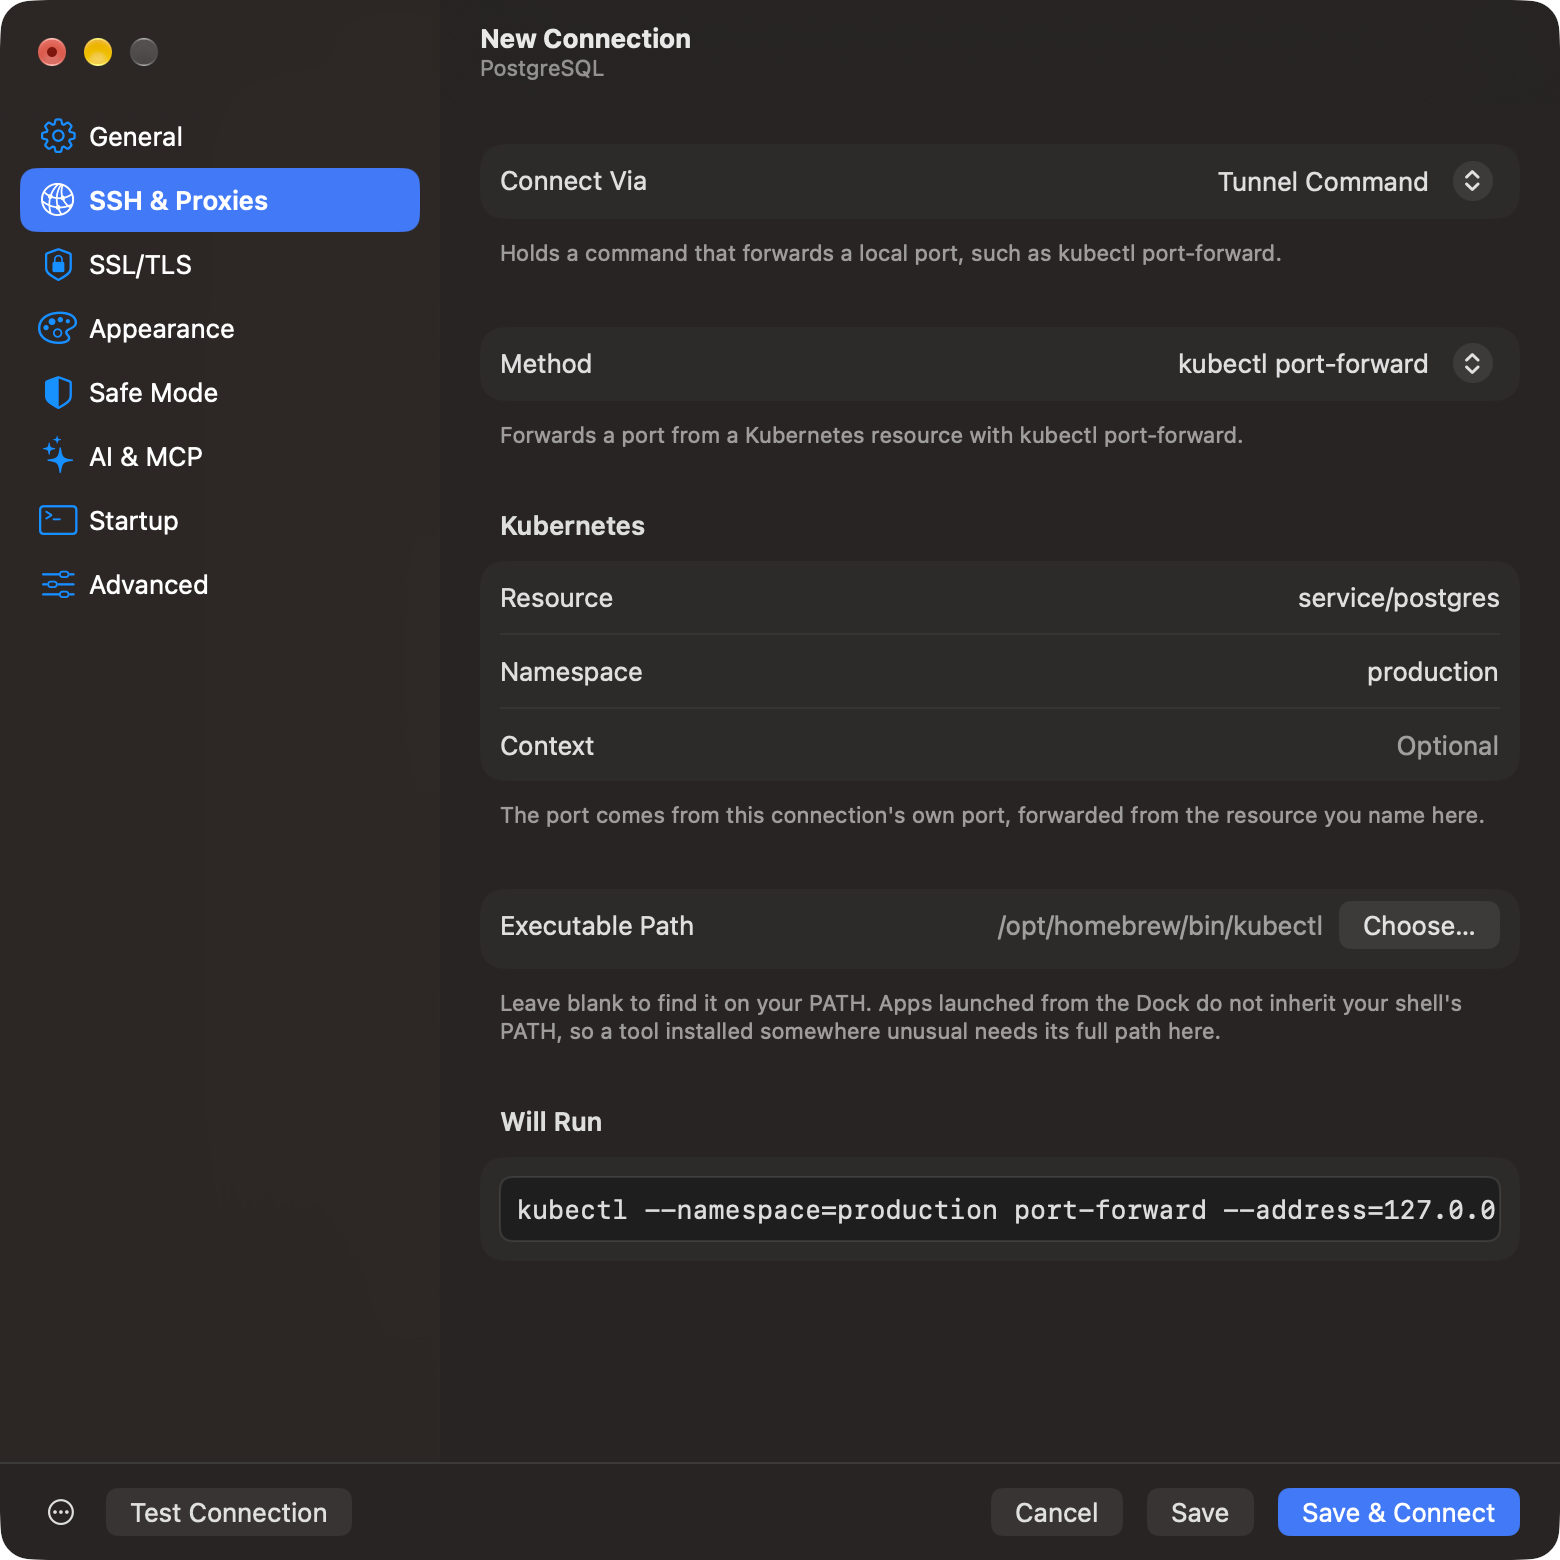 New Connection
PostgreSQL
General
SSH & Proxies
SSL/TLS
Appearance
Safe Mode
AI & MCP
Startup
Advanced
Connect Via
Tunnel Command
Holds a command that forwards a local port, such as kubectl port-forward.
Method
kubectl port-forward
Forwards a port from a Kubernetes resource with kubectl port-forward.
Kubernetes
Resource
service/postgres
Namespace
production
Context
Optional
The port comes from this connection's own port, forwarded from the resource you name here.
Executable Path
/opt/homebrew/bin/kubectl
Choose...
Leave blank to find it on your PATH. Apps launched from the Dock do not inherit your shell's
PATH, so a tool installed somewhere unusual needs its full path here.
Will Run
kubectl --namespace=production port-forward --address=127.0.0
Test Connection
Cancel
Save
Save & Connect